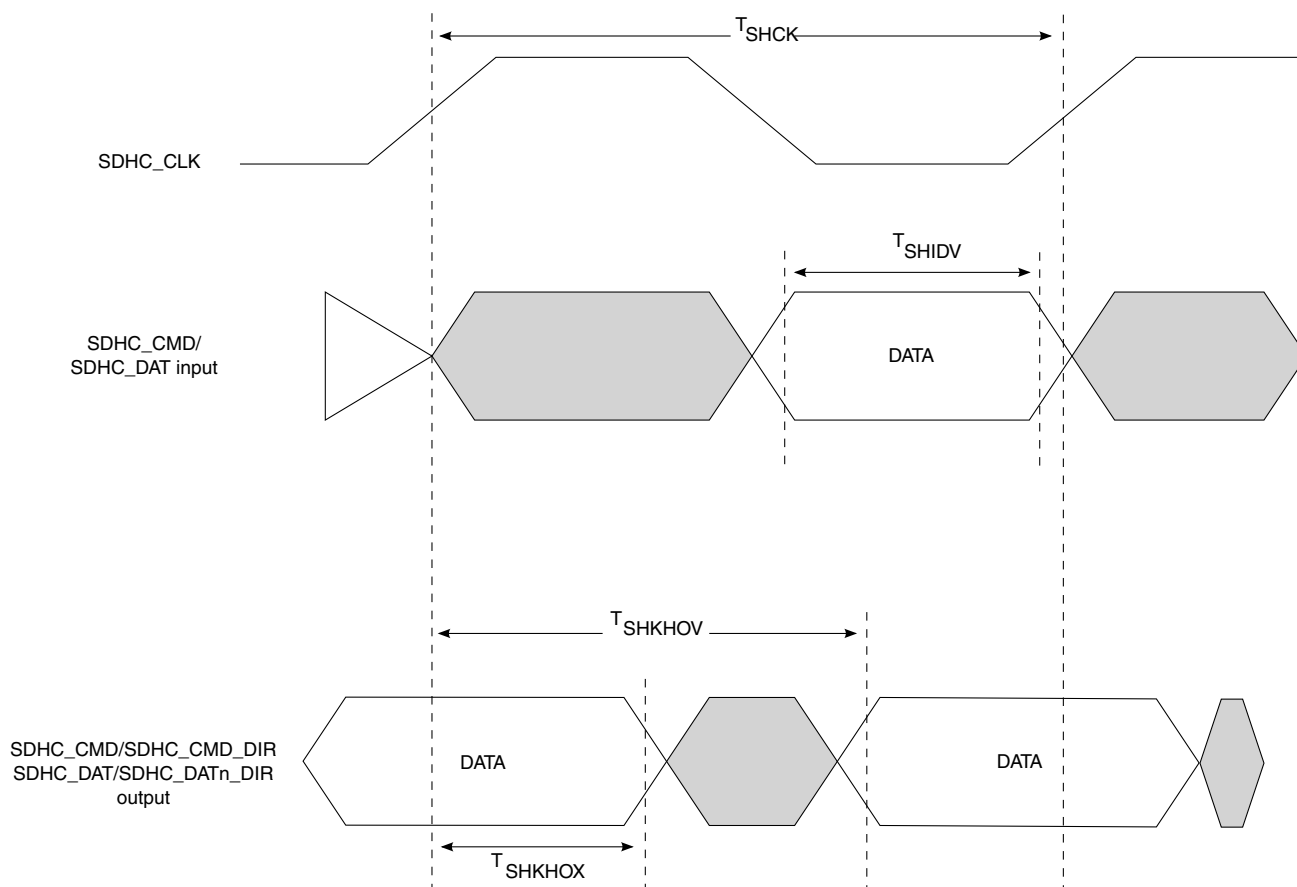 TSHCK
SDHC_CLK
TSHIDV
SDHC_CMD/
SDHC_DAT input
DATA
TSHKHOV
SDHC_CMD/SDHC_CMD_DIR
SDHC_DAT/SDHC_DATn_DIR
output
DATA
DATA
TSHKHOX